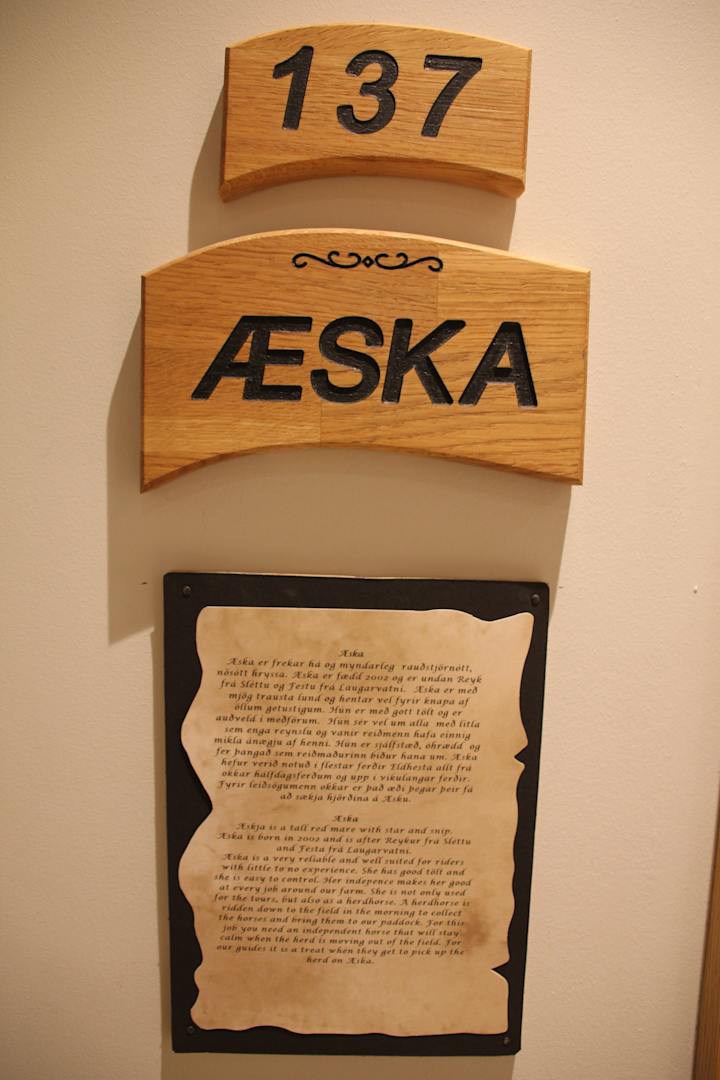 137
ÆSKA
Æska
Æska er frekar há og myndarleg rauðstjörnótt,
nösótt hryssa. Æska er fædd 2002 og er undan Reyk
frá Sléttu og Festu frá Laugarvatni. Æska er með
mjög trausta lund og hentar vel fyrir knapa af
öllum getustigum. Hún er með gott tölt og er
auðveld í meðförum. Hún sér vel um alla með litla
sem enga reynslu og vanir reiðmenn hafa einnig
mikla ánægju af henni. Hún er sjálfstæð, óhrædd og
fer þangað sem reiðmaðurinn biður hana um. Æska
hefur verið notuð í flestar ferðir Eldhesta allt frá
okkar hálfdagsferðum og upp í vikulangar ferðir.
Fyrir leiðsögumenn okkar er það æði þegar þeir fá
að sækja hjörðina á Æsku.
Æska
Æskja is a tall red mare with star and snip.
Æska is born in 2002 and is after Reykur frá Sléttu
and Festa frá Laugarvatni.
Æska is a very reliable and well suited for riders
with little to no experience. She has good tölt and
she is easy to control. Her indepence makes her good
at every job around our farm. She is not only used
for the tours, but also as a herdhorse. A herdhorse is
ridden down to the field in the morning to collect
the horses and bring them to our paddock. For this
job you need an independent horse that will stay
calm when the herd is moving out of the field. For
our guides it is a treat when they get to pick up the
herd on Æska.